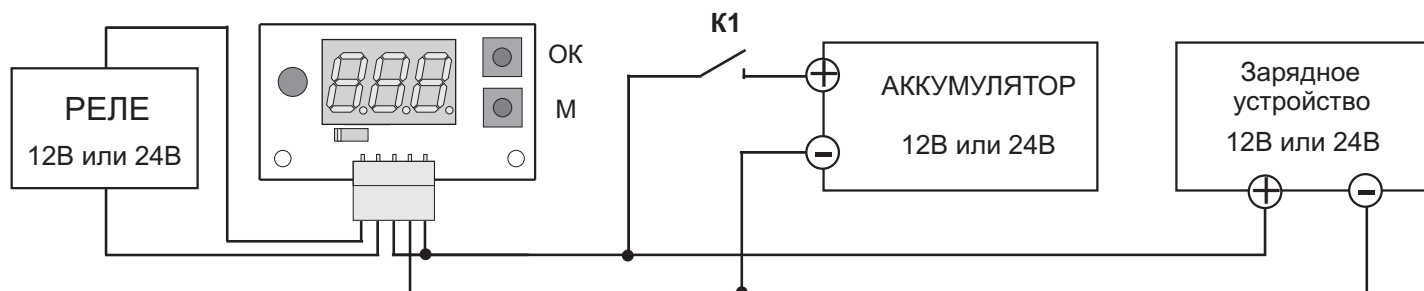 РЕЛЕ
12В или 24В
ОК
М
К1
АККУМУЛЯТОР
12В или 24В
Зарядное
устройство
12В или 24В